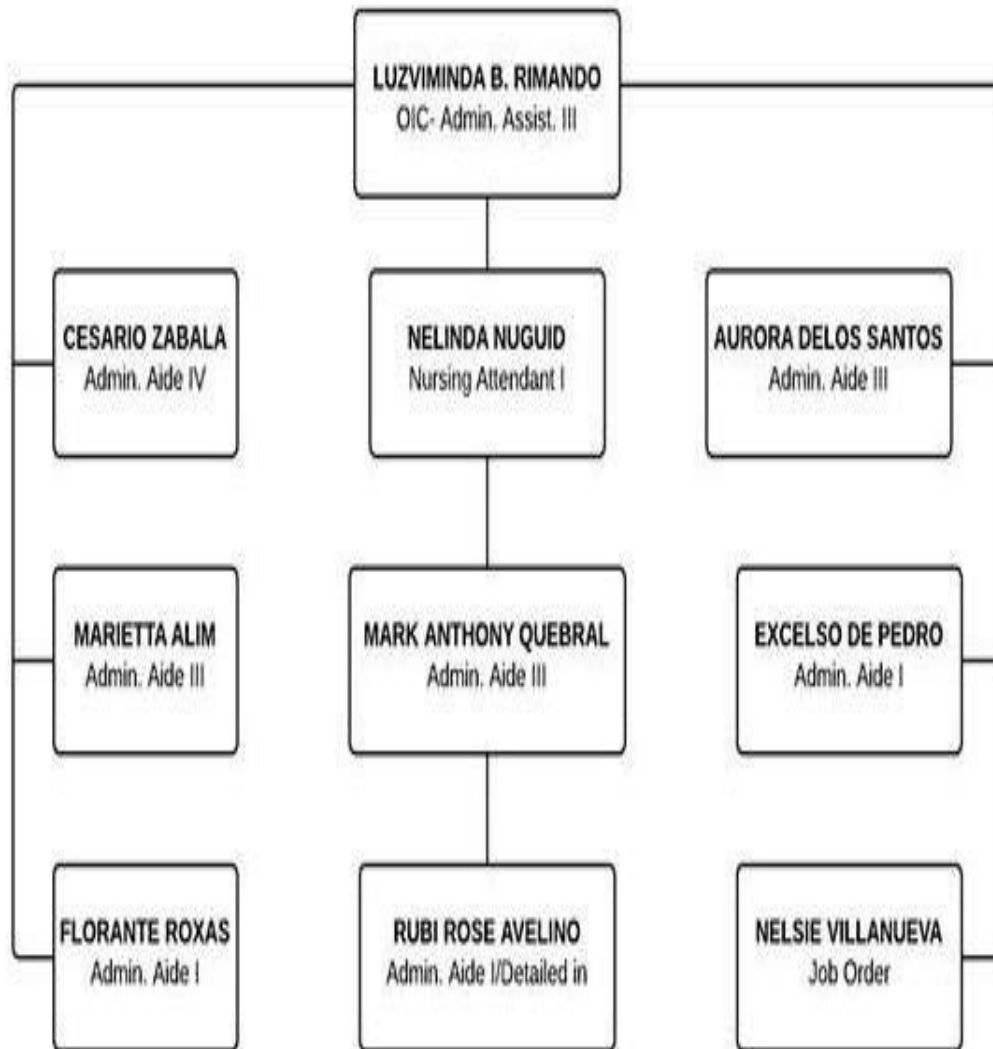 LUZVIMINDA B. RIMANDO
OIC- Admin. Assist. III
CESARIO ZABALA
Admin. Aide IV
NELINDA NUGUID
Nursing Attendant I
AURORA DELOS SANTOS
Admin. Aide III
MARIETTA ALIM
Admin. Aide III
MARK ANTHONY QUEBRAL
Admin. Aide III
EXCELSO DE PEDRO
Admin. Aide I
FLORANTE ROXAS
Admin. Aide I
RUBI ROSE AVELINO
Admin. Aide I/Detailed in
NELSIE VILLANUEVA
Job Order